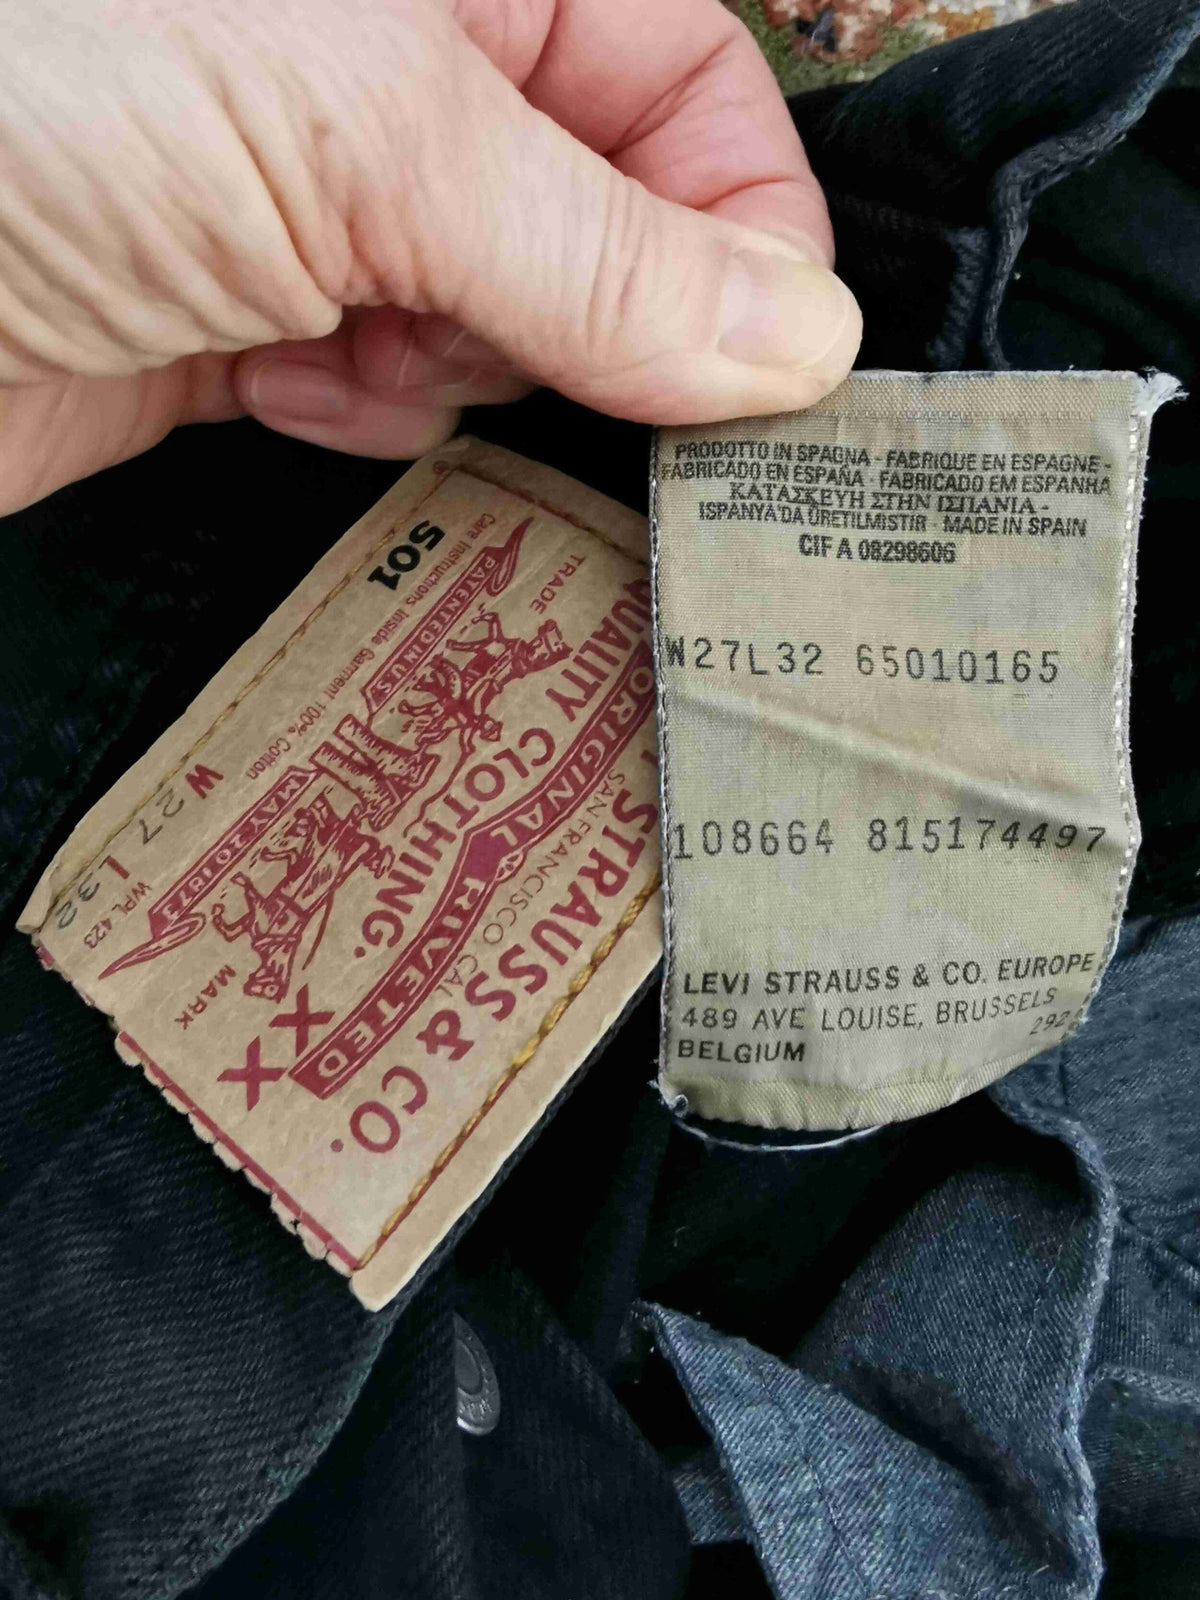 PRODOTTO IN SPAGNA - FABRIQUE EN ESPAGNE -
FABRICADO EN ESPAÑA - FABRICADO EM ESPANHA
ΚΑΤΑΣΚΕΥΗ ΣΤΗΝ ΙΣΠΑΝΙΑ -
ISPANYA'DA ÜRETILMISTIR - MADE IN SPAIN
CIF A 08298606
W27L32 65010165
108664 815174497
LEVI STRAUSS & CO. EUROPE
489 AVE LOUISE, BRUSSELS
BELGIUM
292
STRAUSS & CO.
SAN FRANCISCO, CAL
ORIGINAL RIVETED
QUALITY CLOTHING.
XX
TRADE MARK
PATENTED IN U.S.
MAY 20 1873
Care Instructions Inside Garment 100% Cotton
WPL 423
501
W 27 L 32